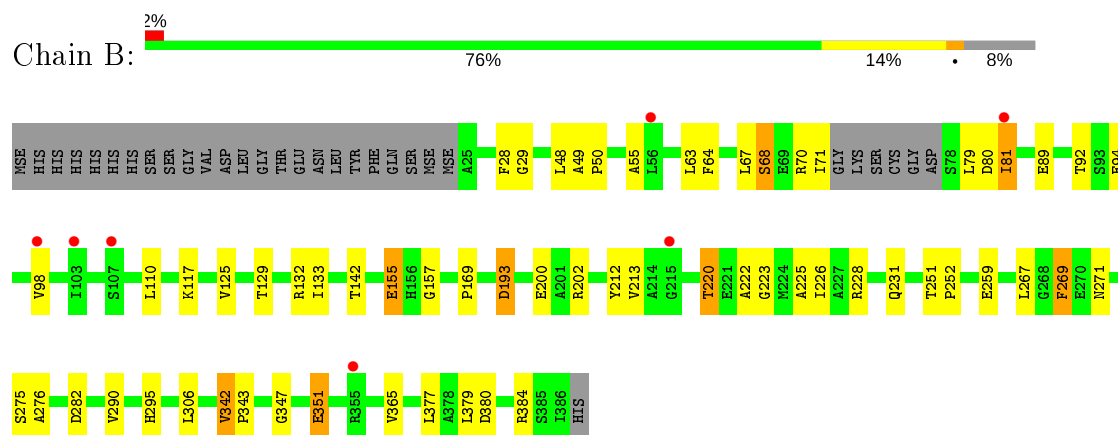 2%
Chain B:
76% 14% • 8%
MSE HIS HIS HIS HIS HIS HIS SER SER GLY VAL ASP LEU GLY THR GLU ASN LEU TYR PHE GLN SER MSE MSE A25 F28 G29 L48 A49 P50 A55 L56 L63 F64 L67 S68 E69 R70 I71 GLY LYS SER CYS GLY ASP S78 L79 D80 I81 E89 T92 S93
V98 I103 S107 L110 K117 V125 T129 R132 I133 T142 E155 H156 G157 P169 D193 E200 A201 R202 Y212 V213 A214 G215 T220 E221 A222 G223 M224 A225 I226 A227 R228 Q231 T251 P252 E259 L267 G268 F269 E270 N271
S275 A276 D282 V290 H295 L306 V342 P343 G347 E351 R355 V365 L377 A378 L379 D380 R384 S385 I386 HIS